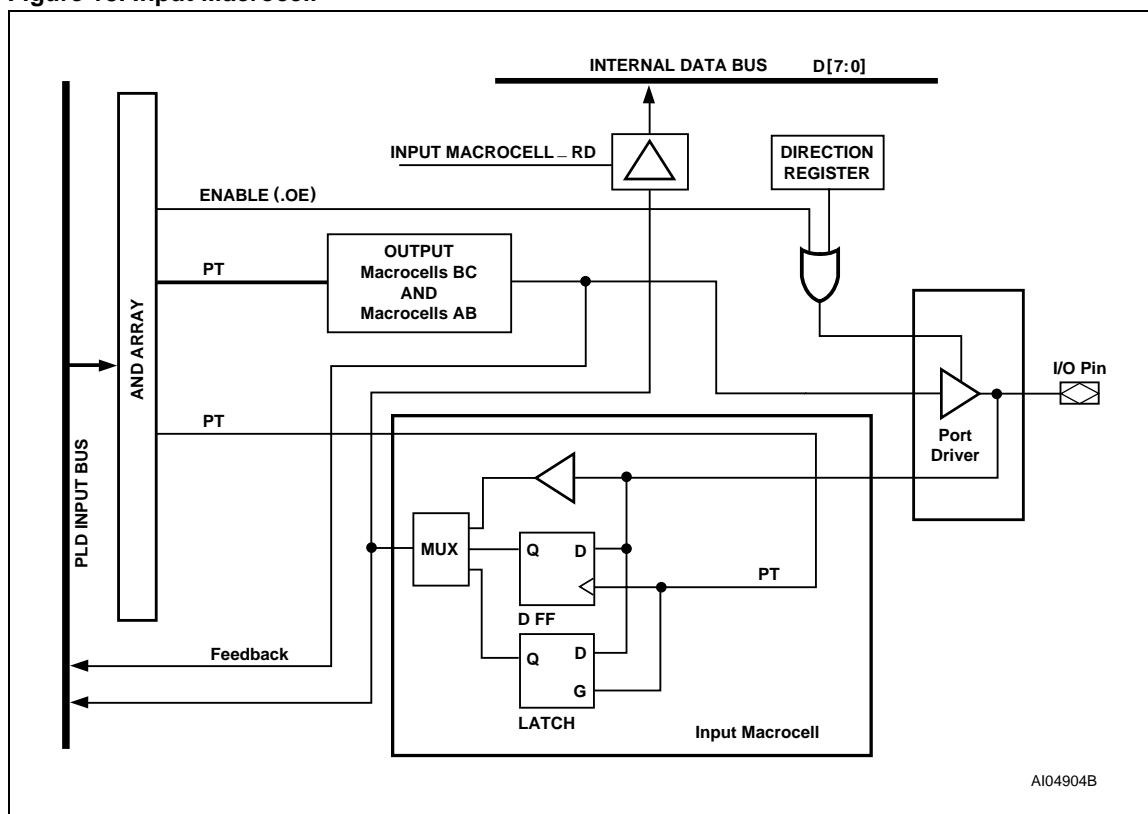 Input Macrocell
INTERNAL DATA BUS D[7:0]
INPUT MACROCELL _ RD
DIRECTION
REGISTER
ENABLE (.OE)
PT
OUTPUT
Macrocells BC
AND
Macrocells AB
AND ARRAY
PLD INPUT BUS
I/O Pin
Port
Driver
PT
MUX
Q D
PT
D FF
Q D
G
LATCH
Feedback
Input Macrocell
AI04904B